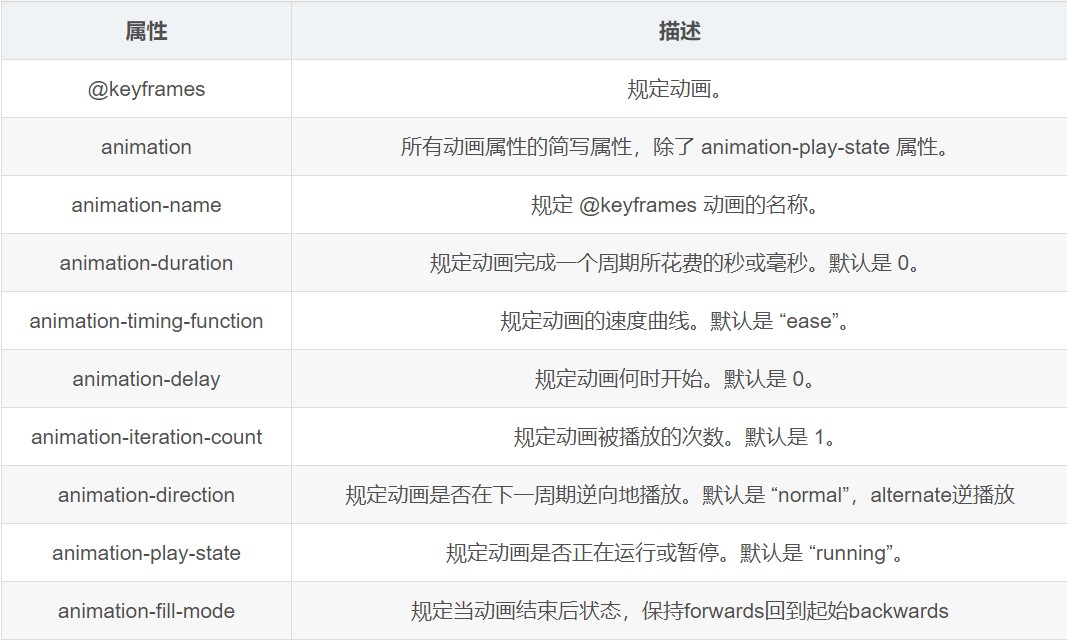 属性 描述
@keyframes 规定动画。
animation 所有动画属性的简写属性，除了 animation-play-state 属性。
animation-name 规定 @keyframes 动画的名称。
animation-duration 规定动画完成一个周期所花费的秒或毫秒。默认是 0。
animation-timing-function 规定动画的速度曲线。默认是 “ease”。
animation-delay 规定动画何时开始。默认是 0。
animation-iteration-count 规定动画被播放的次数。默认是 1。
animation-direction 规定动画是否在下一周期逆向地播放。默认是 “normal”，alternate逆播放
animation-play-state 规定动画是否正在运行或暂停。默认是 “running”。
animation-fill-mode 规定当动画结束后状态，保持forwards回到起始backwards